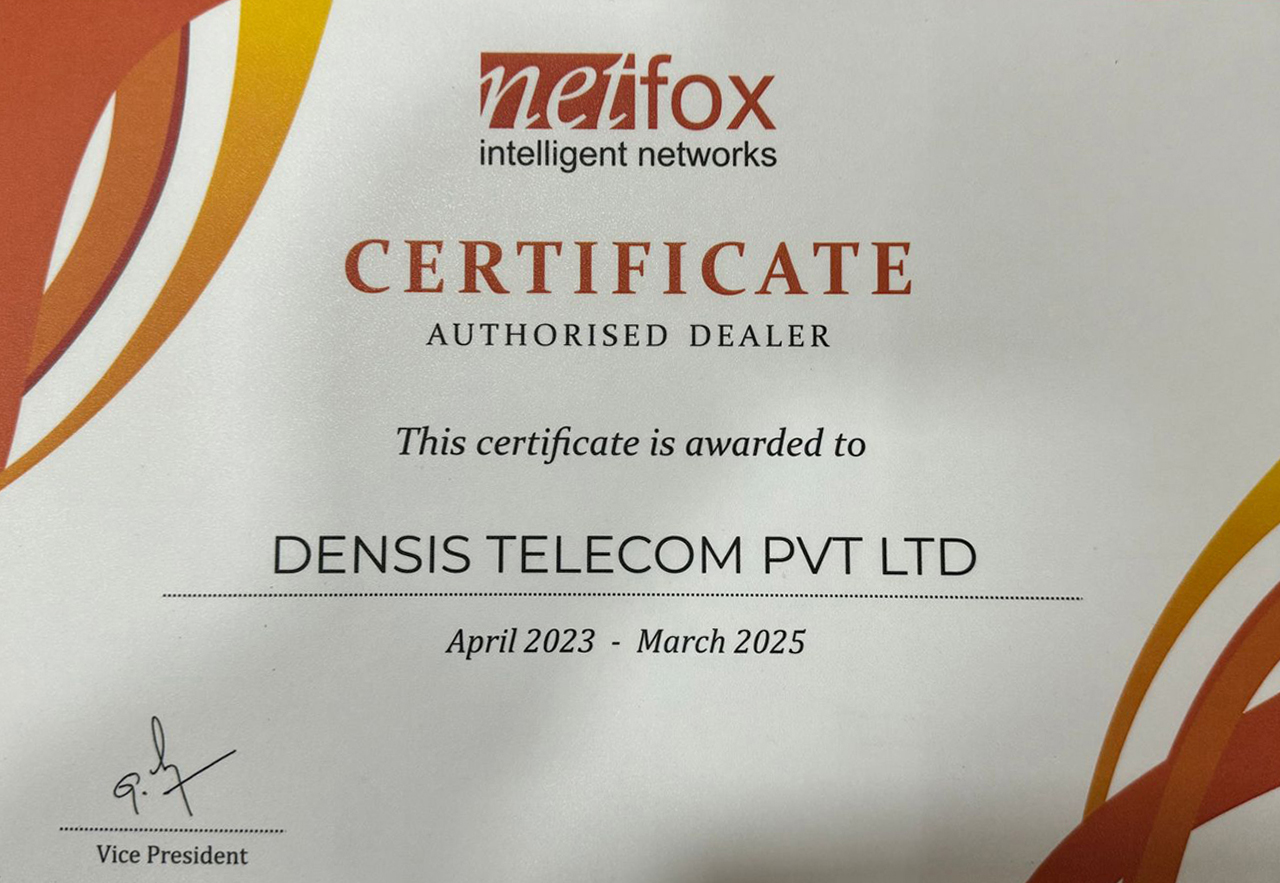 netfox
intelligent networks
CERTIFICATE
AUTHORISED DEALER
This certificate is awarded to
DENSIS TELECOM PVT LTD
April 2023 - March 2025
Vice President